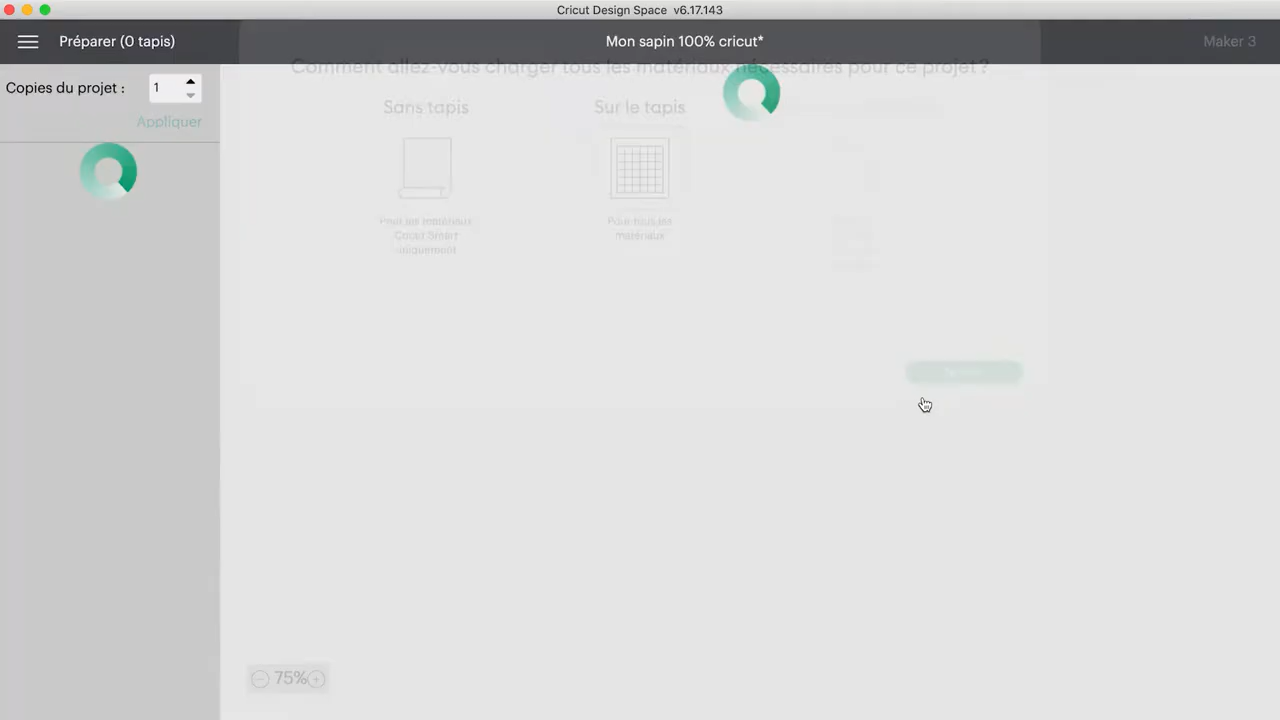 Cricut Design Space v6.17.143
Préparer (0 tapis)
Mon sapin 100% cricut*
Maker 3
Copies du projet :
1
Appliquer
Comment allez-vous charger tous les matériaux nécessaires pour ce projet ?
Sans tapis
Sur le tapis
Pour les matériaux
Cricut Smart
uniquement
Pour tous les
matériaux
75%